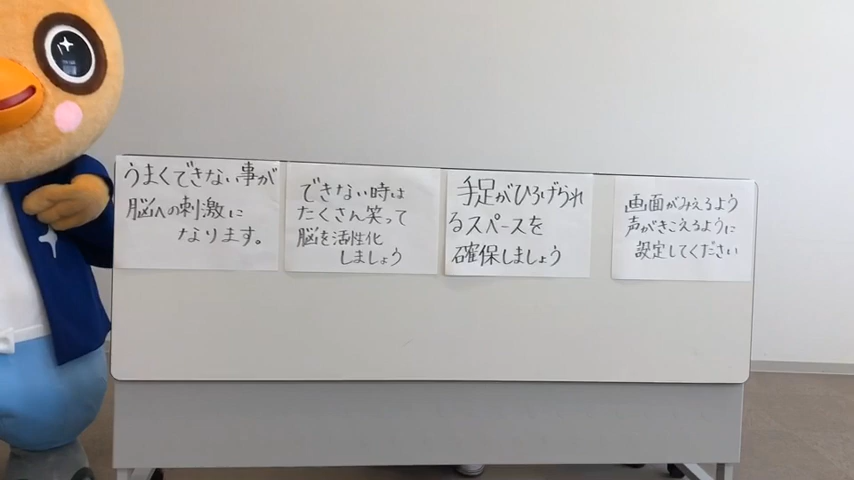 うまくできない事が
脳への刺激に
なります。
できない時は
たくさん笑って
脳を活性化
しましょう
手足がひろげられ
るスペースを
確保しましょう
画面がみえるよう
声がきこえるように
設定してください